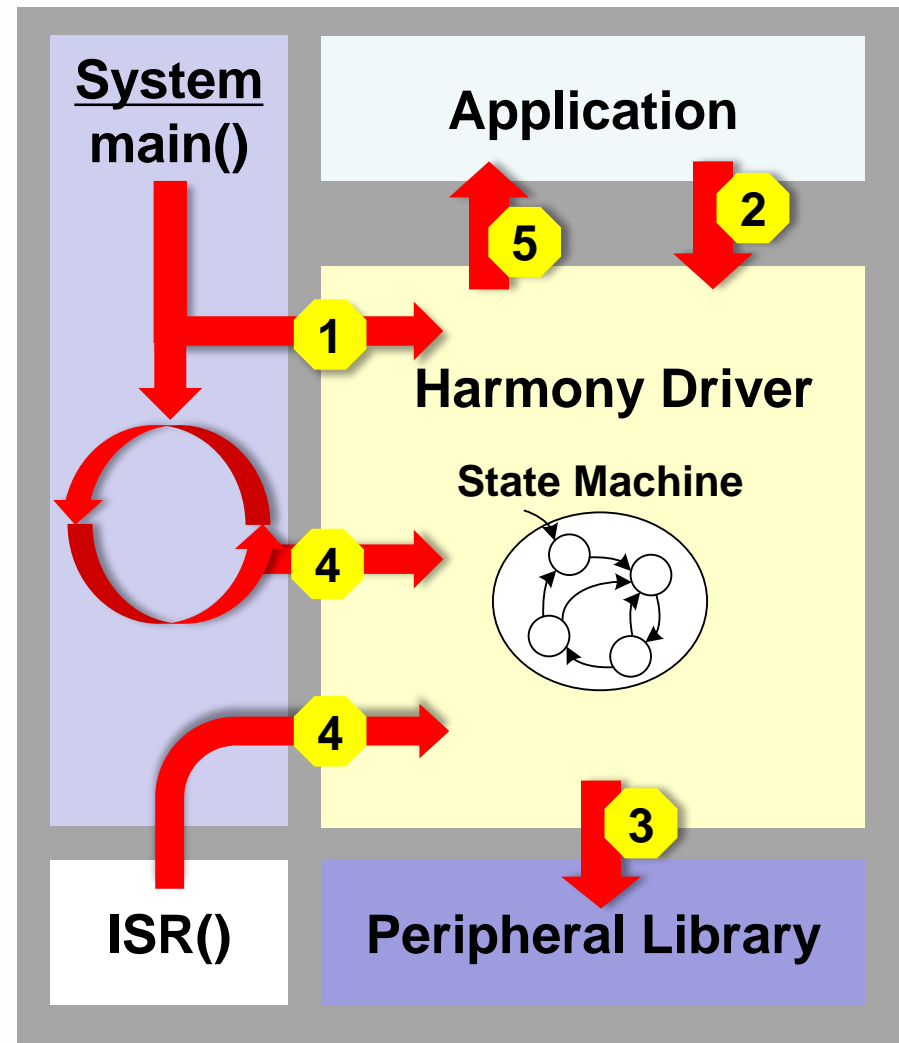 System
main()
Application
2
5
1
Harmony Driver
State Machine
4
4
3
ISR()
Peripheral Library